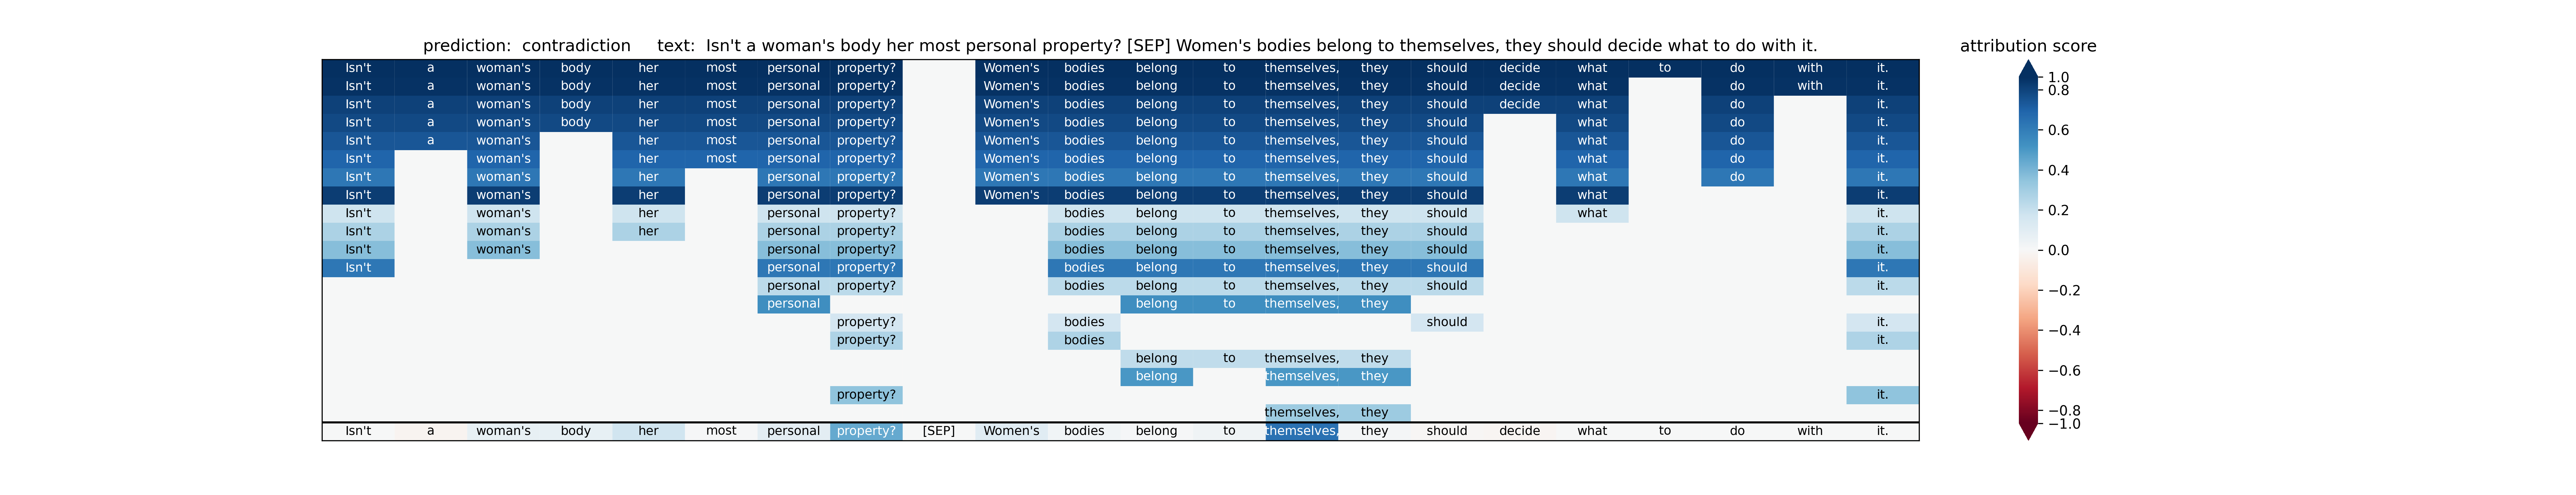 prediction:  contradiction     text:  Isn't a woman's body her most personal property? [SEP] Women's bodies belong to themselves, they should decide what to do with it.     attribution score
Isn't a woman's body her most personal property? Women's bodies belong to themselves, they should decide what to do with it.
Isn't a woman's body her most personal property? Women's bodies belong to themselves, they should decide what do with it.
Isn't a woman's body her most personal property? Women's bodies belong to themselves, they should decide what do it.
Isn't a woman's body her most personal property? Women's bodies belong to themselves, they should what do it.
Isn't a woman's her most personal property? Women's bodies belong to themselves, they should what do it.
Isn't woman's her most personal property? Women's bodies belong to themselves, they should what do it.
Isn't woman's her personal property? Women's bodies belong to themselves, they should what do it.
Isn't woman's her personal property? Women's bodies belong to themselves, they should what it.
Isn't woman's her personal property? bodies belong to themselves, they should what it.
Isn't woman's her personal property? bodies belong to themselves, they should it.
Isn't woman's personal property? bodies belong to themselves, they should it.
Isn't personal property? bodies belong to themselves, they should it.
personal property? bodies belong to themselves, they should it.
personal belong to themselves, they
property? bodies should it.
property? bodies it.
belong to themselves, they
belong themselves, they
property? it.
themselves, they
Isn't a woman's body her most personal property? [SEP] Women's bodies belong to themselves, they should decide what to do with it.
1.0
0.8
0.6
0.4
0.2
0.0
−0.2
−0.4
−0.6
−0.8
−1.0